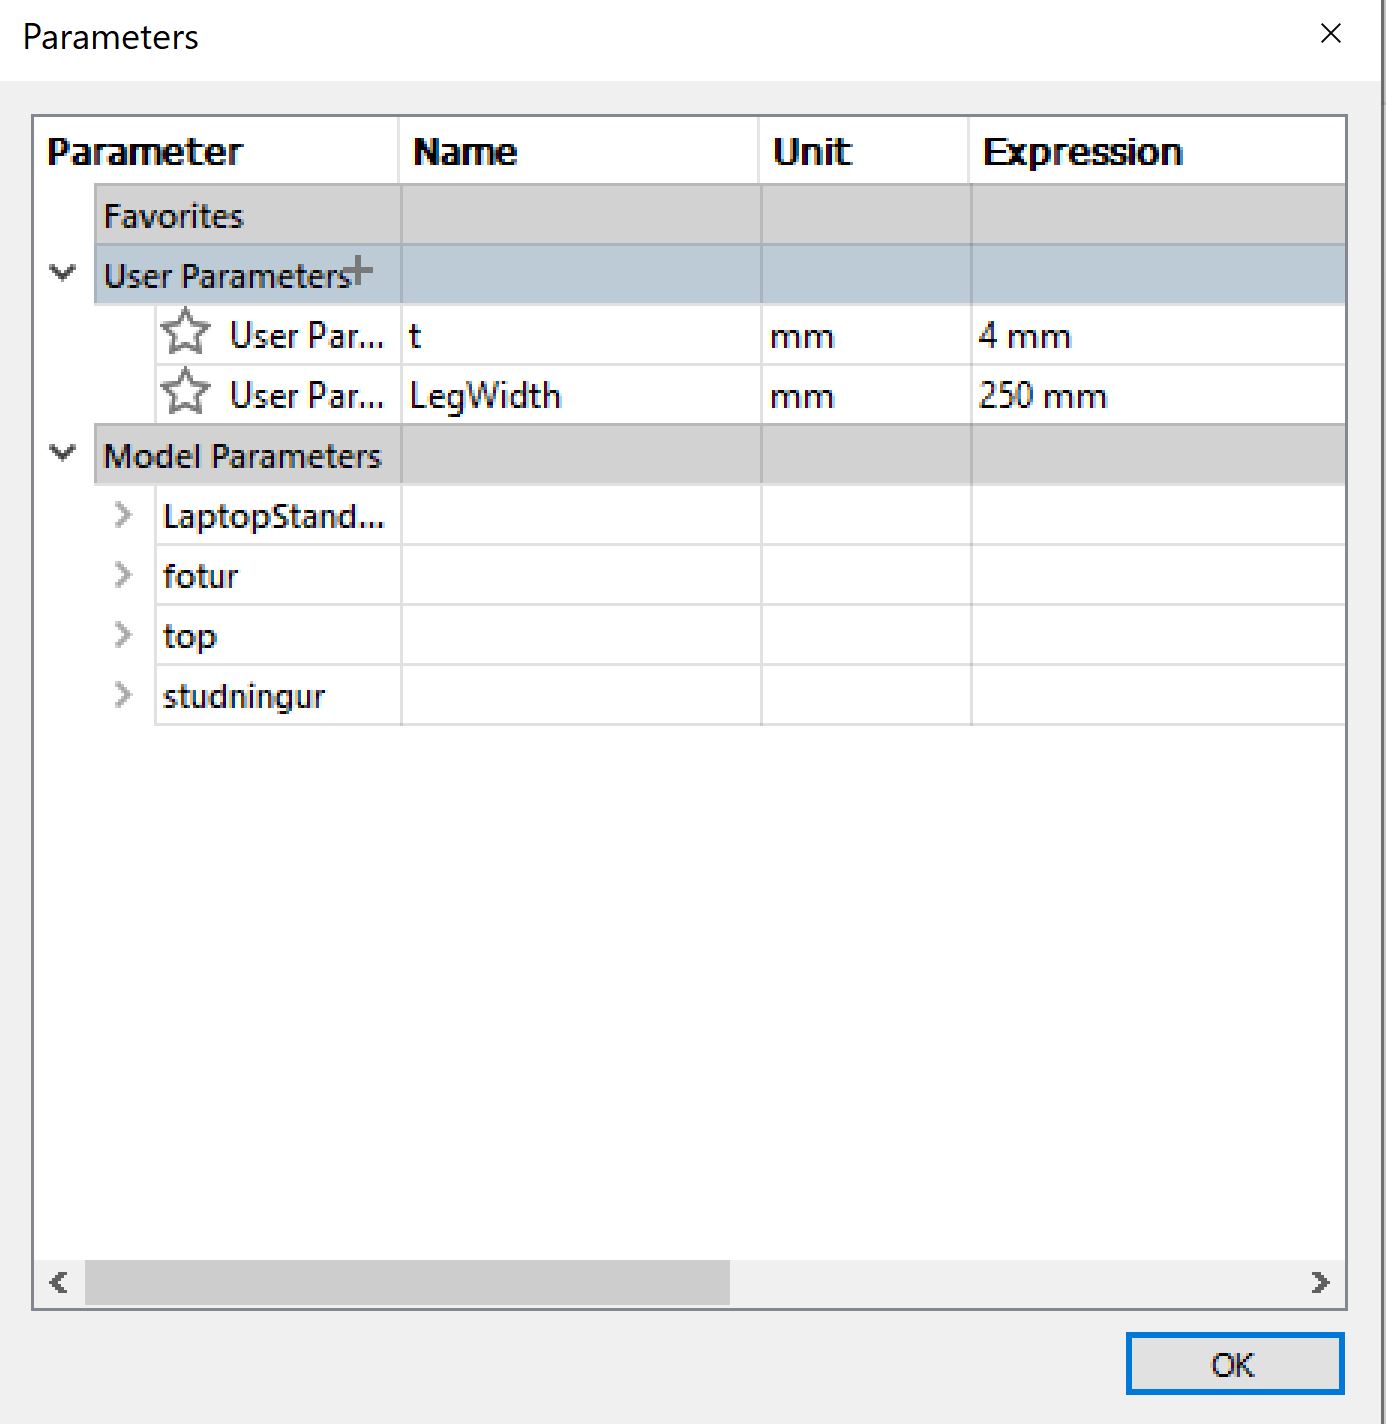 Parameters
Parameter Name Unit Expression
Favorites
User Parameters
User Par... t mm 4 mm
User Par... LegWidth mm 250 mm
Model Parameters
LaptopStand...
fotur
top
studningur
OK